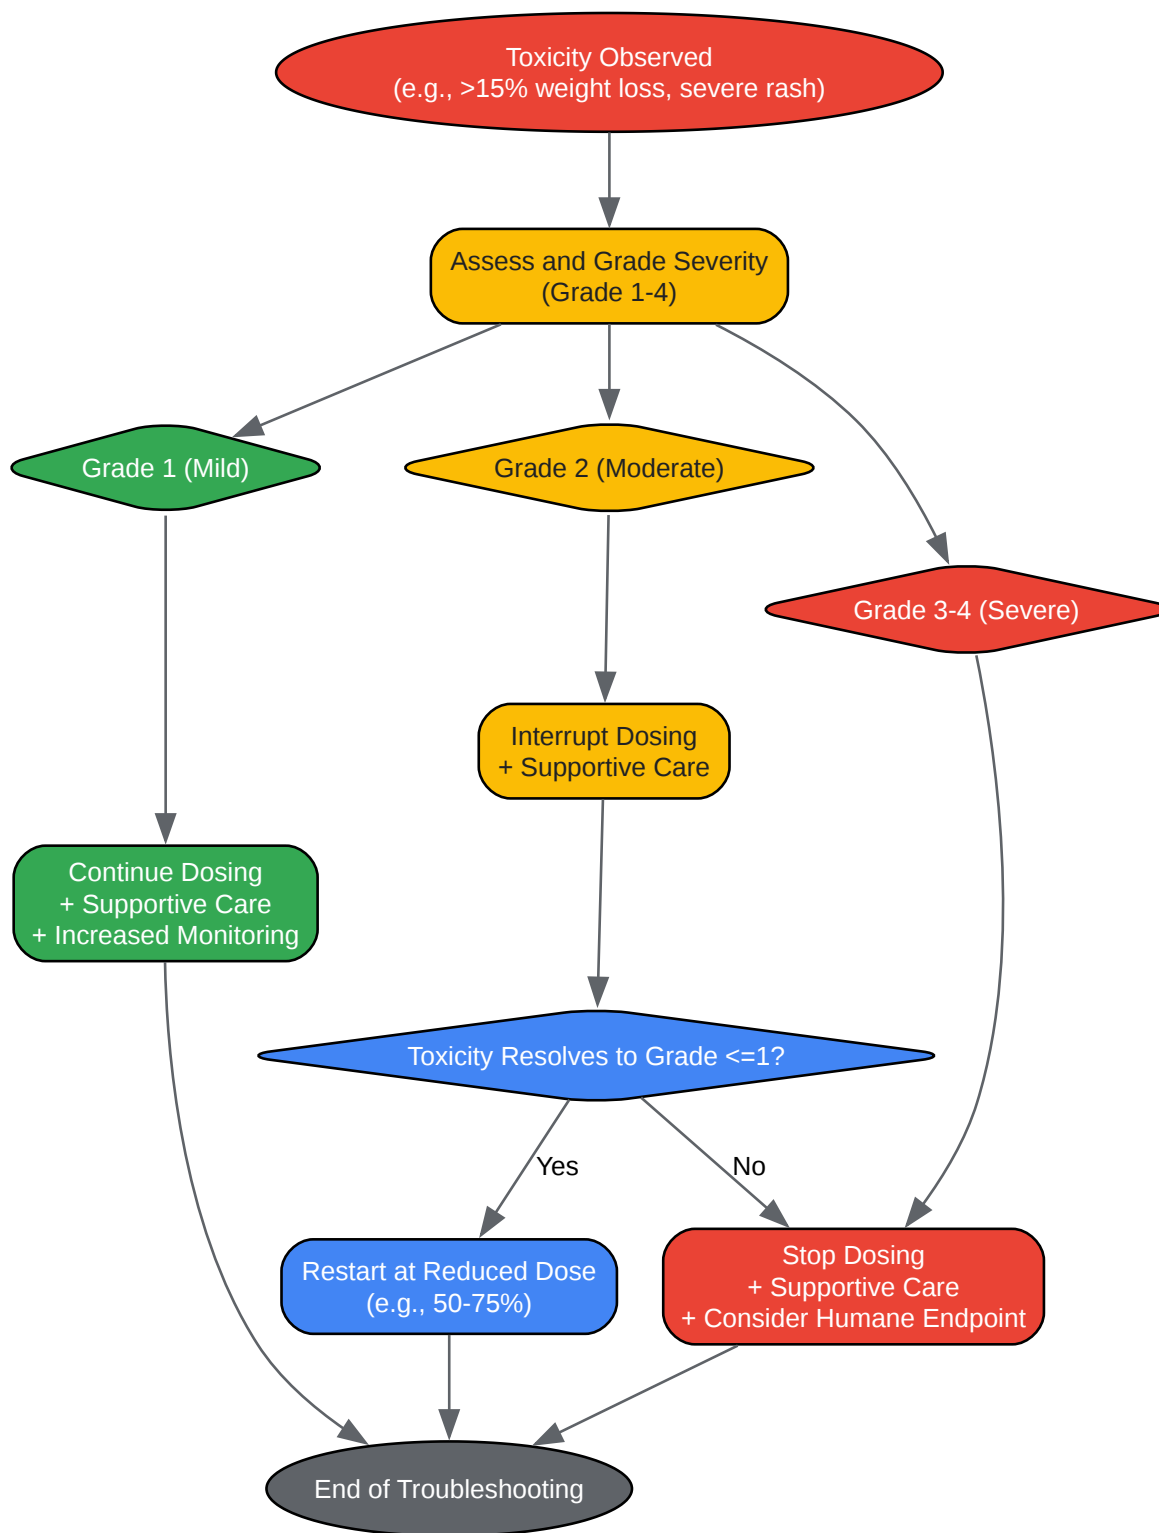 Toxicity Observed
(e.g., >15% weight loss, severe rash)
Assess and Grade Severity
(Grade 1-4)
Grade 1 (Mild)
Grade 2 (Moderate)
Grade 3-4 (Severe)
Interrupt Dosing
+ Supportive Care
Continue Dosing
+ Supportive Care
+ Increased Monitoring
Toxicity Resolves to Grade <=1?
Yes
No
Restart at Reduced Dose
(e.g., 50-75%)
Stop Dosing
+ Supportive Care
+ Consider Humane Endpoint
End of Troubleshooting